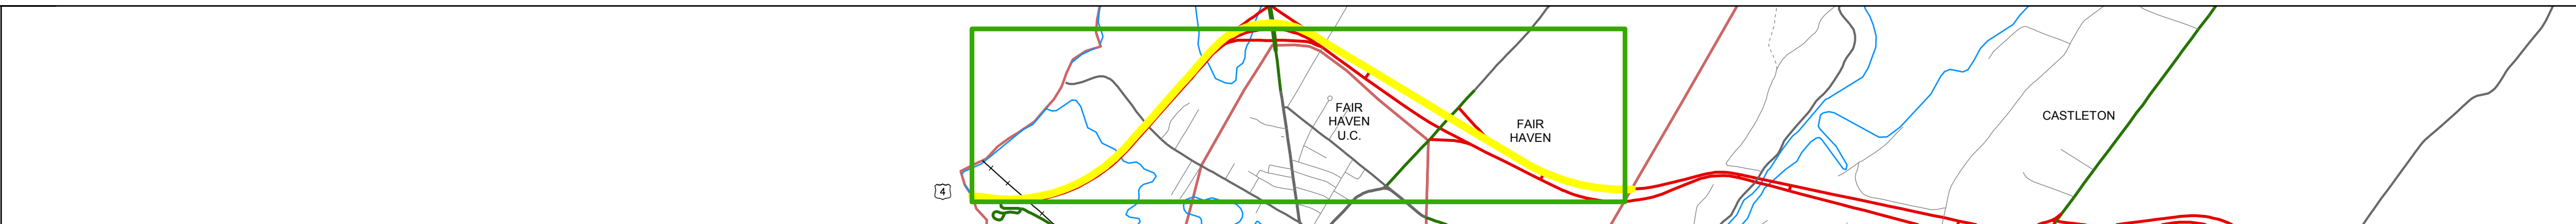 FAIR
HAVEN
U.C.
FAIR
HAVEN
CASTLETON
4